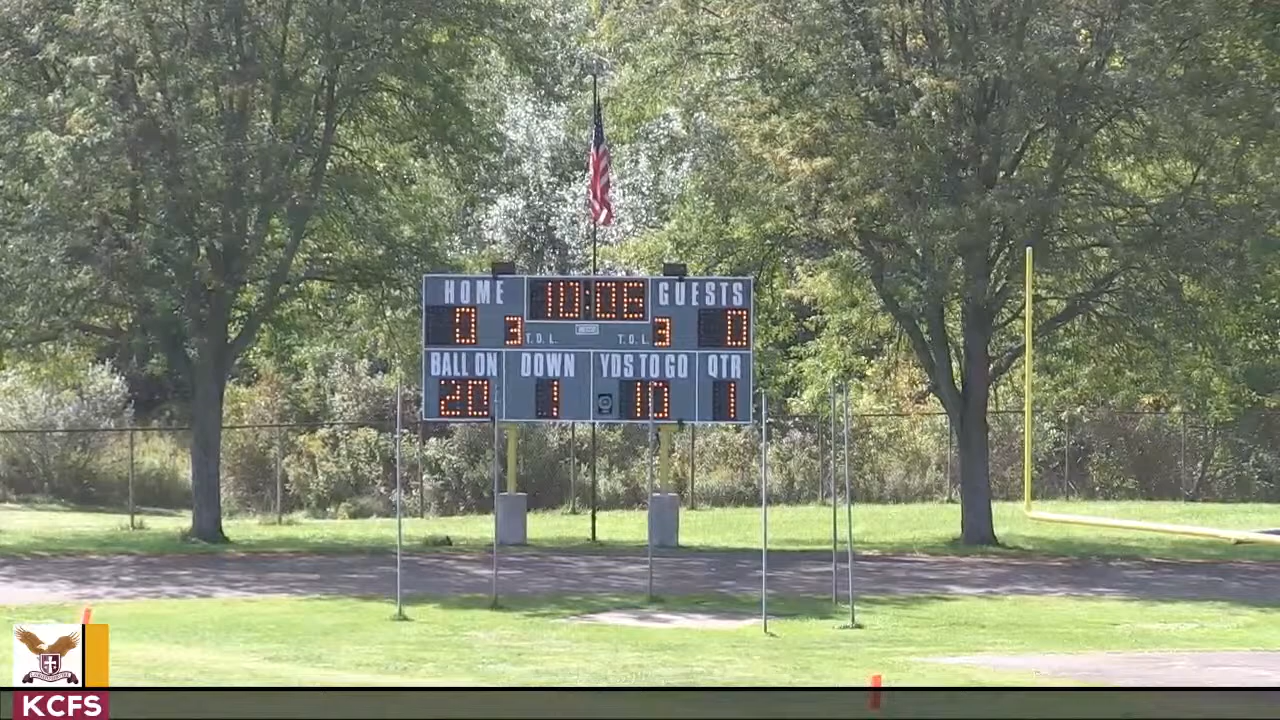 HOME 10:06 GUESTS
0 3 T.O.L. T.O.L. 3 0
BALL ON DOWN YDS TO GO QTR
20 1 10 1
KCFS